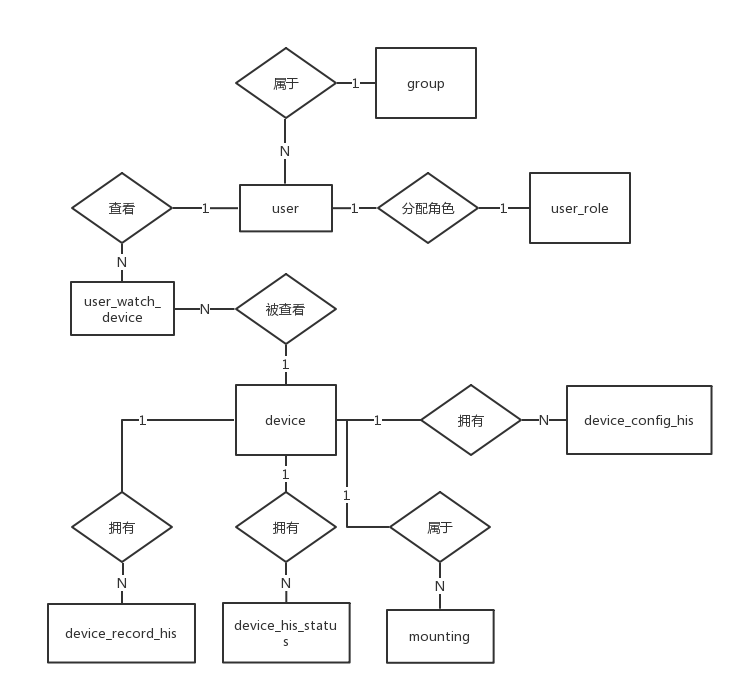 属于
1
group
N
查看
1
user
1
分配角色
1
user_role
N
user_watch_
device
N
被查看
1
1
device
1
拥有
N
device_config_his
1
1
拥有
拥有
属于
N
N
N
device_record_his
device_his_statu
s
mounting